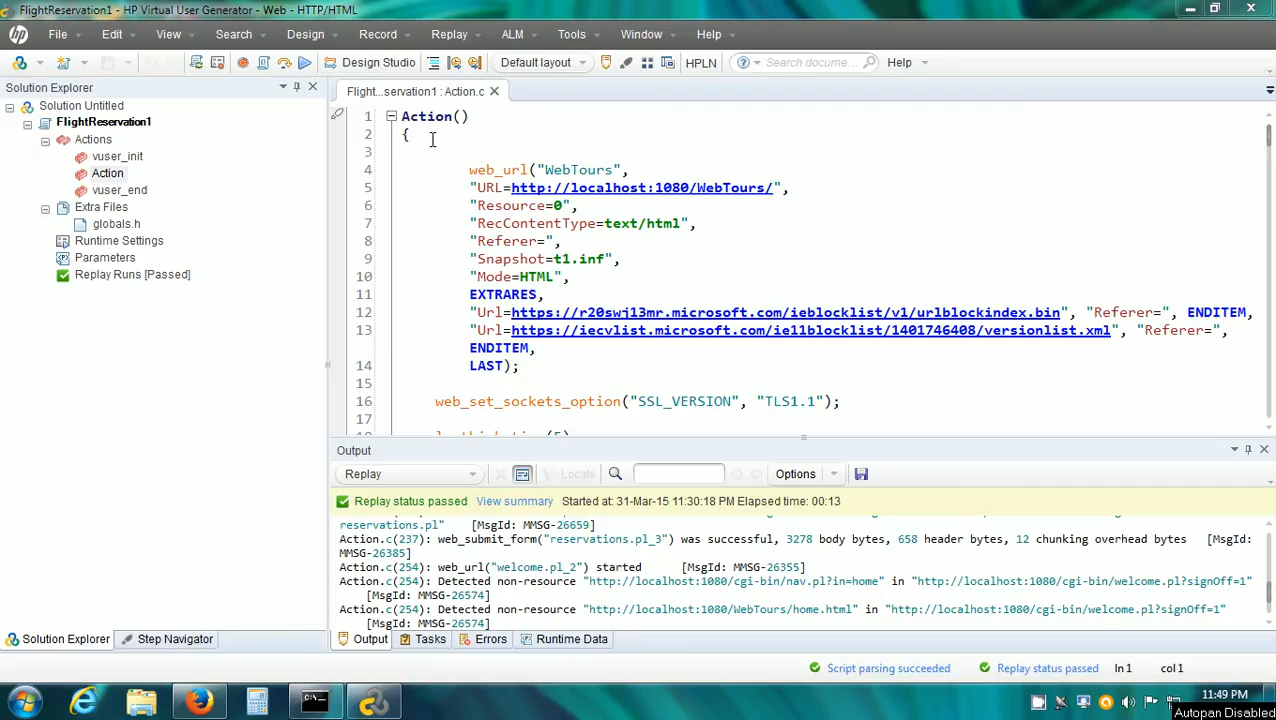 FlightReservation1 - HP Virtual User Generator - Web - HTTP/HTML
File Edit View Search Design Record Replay ALM Tools Window Help
Design Studio Default layout HPLN Search docume... Help
Solution Explorer
Flight...servation1 : Action.c
Solution Untitled
FlightReservation1
Actions
vuser_init
Action
vuser_end
Extra Files
globals.h
Runtime Settings
Parameters
Replay Runs [Passed]
1 Action()
2 {
3
4 web_url("WebTours",
5 "URL=http://localhost:1080/WebTours/",
6 "Resource=0",
7 "RecContentType=text/html",
8 "Referer=",
9 "Snapshot=t1.inf",
10 "Mode=HTML",
11 EXTRARES,
12 "Url=https://r20swj13mr.microsoft.com/ieblocklist/v1/urlblockindex.bin", "Referer=", ENDITEM,
13 "Url=https://iecvlist.microsoft.com/ie11blocklist/1401746408/versionlist.xml", "Referer=",
ENDITEM,
14 LAST);
15
16 web_set_sockets_option("SSL_VERSION", "TLS1.1");
17
Output
Replay Locate Options
Replay status passed View summary Started at: 31-Mar-15 11:30:18 PM Elapsed time: 00:13
reservations.pl" [MsgId: MMSG-26659]
Action.c(237): web_submit_form("reservations.pl_3") was successful, 3278 body bytes, 658 header bytes, 12 chunking overhead bytes [MsgId:
MMSG-26385]
Action.c(254): web_url("welcome.pl_2") started [MsgId: MMSG-26355]
Action.c(254): Detected non-resource "http://localhost:1080/cgi-bin/nav.pl?in=home" in "http://localhost:1080/cgi-bin/welcome.pl?signOff=1"
[MsgId: MMSG-26574]
Action.c(254): Detected non-resource "http://localhost:1080/WebTours/home.html" in "http://localhost:1080/cgi-bin/welcome.pl?signOff=1"
[MsgId: MMSG-26574]
Solution Explorer Step Navigator Output Tasks Errors Runtime Data
Script parsing succeeded Replay status passed ln 1 col 1
11:49 PM
Autopan Disabled